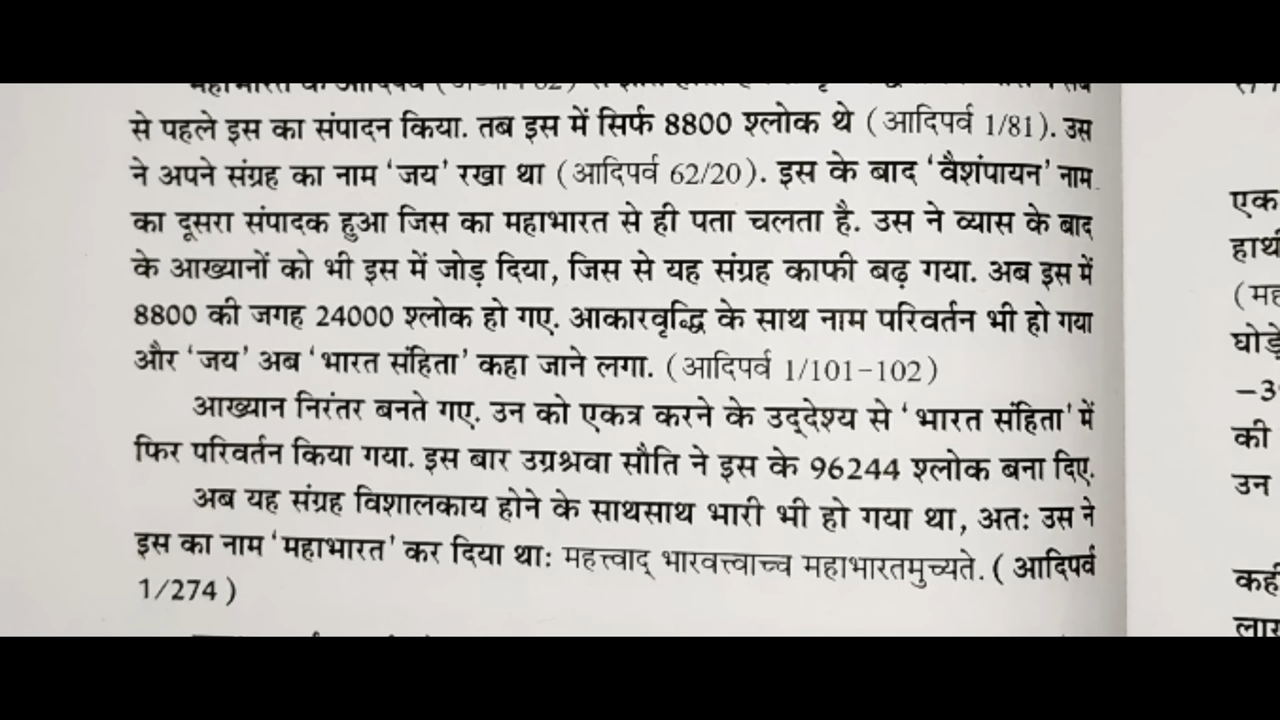 से पहले इस का संपादन किया. तब इस में सिर्फ 8800 श्लोक थे (आदिपर्व 1/81). उस
ने अपने संग्रह का नाम 'जय' रखा था (आदिपर्व 62/20). इस के बाद 'वैशंपायन' नाम
का दूसरा संपादक हुआ जिस का महाभारत से ही पता चलता है. उस ने व्यास के बाद
के आख्यानों को भी इस में जोड़ दिया, जिस से यह संग्रह काफी बढ़ गया. अब इस में
8800 की जगह 24000 श्लोक हो गए. आकारवृद्धि के साथ नाम परिवर्तन भी हो गया
और 'जय' अब 'भारत संहिता' कहा जाने लगा. (आदिपर्व 1/101-102)
आख्यान निरंतर बनते गए. उन को एकत्र करने के उद्देश्य से 'भारत संहिता' में
फिर परिवर्तन किया गया. इस बार उग्रश्रवा सौति ने इस के 96244 श्लोक बना दिए.
अब यह संग्रह विशालकाय होने के साथसाथ भारी भी हो गया था, अतः उस ने
इस का नाम 'महाभारत' कर दिया थाः महत्त्वाद् भारवत्त्वाच्च महाभारतमुच्यते. ( आदिपर्व
1/274 )
एक
हाथी
घोड़े
-3
की
उन
कही